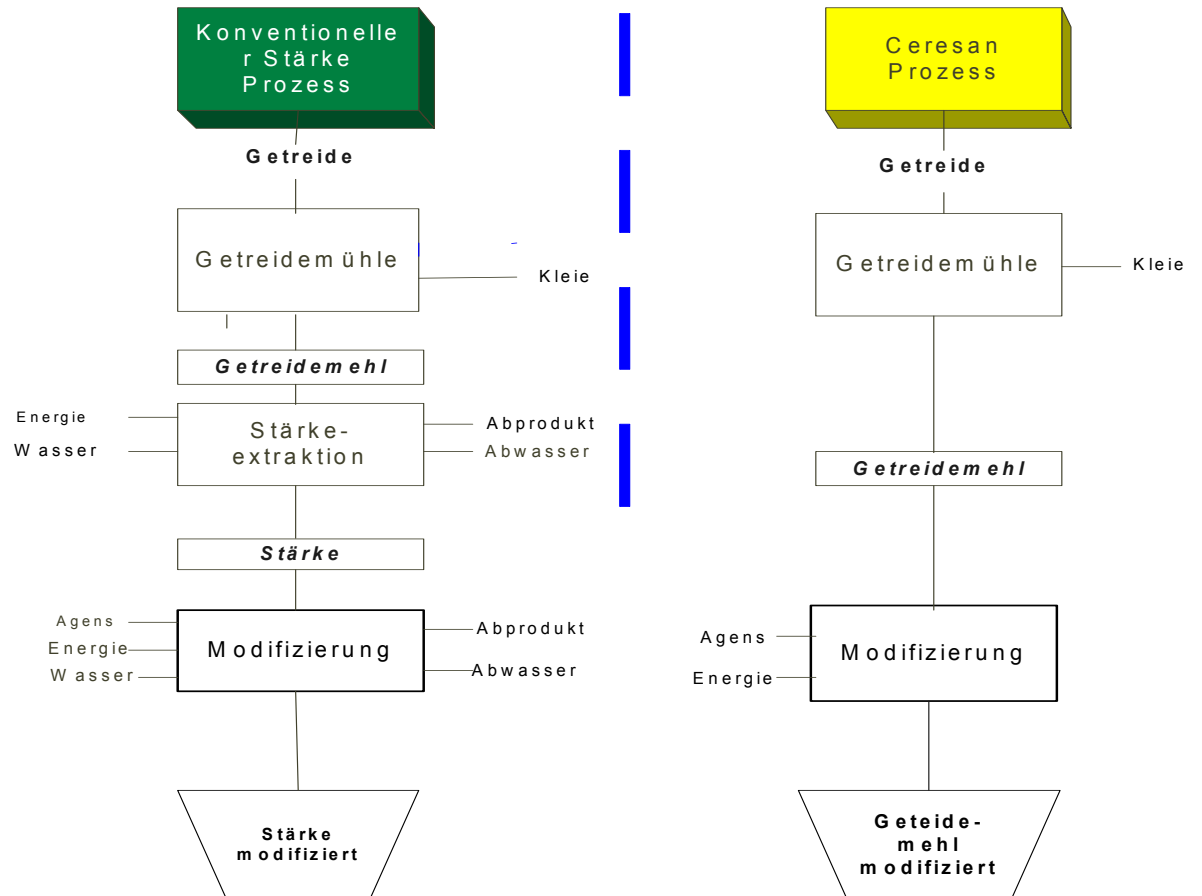 Konventionelle
r Stärke
Prozess
Getreide
Getreidemühle
Kleie
Getreidemehl
Energie
Wasser
Stärke-
extraktion
Abprodukt
Abwasser
Stärke
Agens
Energie
Wasser
Modifizierung
Abprodukt
Abwasser
Stärke
modifiziert
Ceresan
Prozess
Getreide
Getreidemühle
Kleie
Getreidemehl
Agens
Energie
Modifizierung
Geteide-
mehl
modifiziert